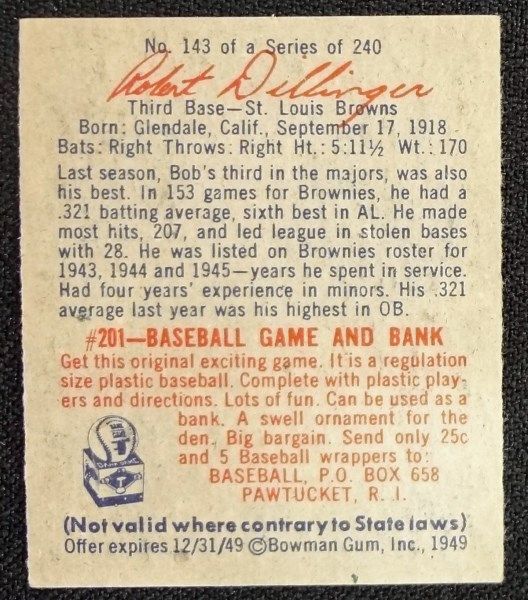 No. 143 of a Series of 240
Robert Dillinger
Third Base—St. Louis Browns
Born: Glendale, Calif., September 17, 1918
Bats: Right Throws: Right Ht.: 5:11½ Wt.: 170
Last season, Bob's third in the majors, was also
his best. In 153 games for Brownies, he had a
.321 batting average, sixth best in AL. He made
most hits, 207, and led league in stolen bases
with 28. He was listed on Brownies roster for
1943, 1944 and 1945—years he spent in service.
Had four years' experience in minors. His .321
average last year was his highest in OB.
#201—BASEBALL GAME AND BANK
Get this original exciting game. It is a regulation
size plastic baseball. Complete with plastic play-
ers and directions. Lots of fun. Can be used as a
bank. A swell ornament for the
den. Big bargain. Send only 25c
and 5 Baseball wrappers to:
BASEBALL, P.O. BOX 658
PAWTUCKET, R. I.
(Not valid where contrary to State laws)
Offer expires 12/31/49 ©Bowman Gum, Inc., 1949